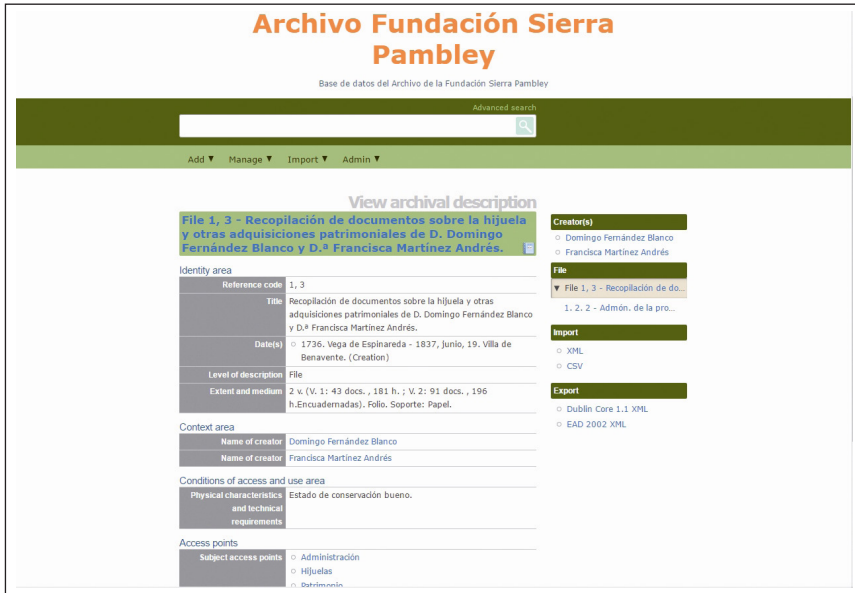 Archivo Fundación Sierra
Pambley
Base de datos del Archivo de la Fundación Sierra Pambley
Advanced search
Add ▼ Manage ▼ Import ▼ Admin ▼
View archival description
File 1, 3 - Recopilación de documentos sobre la hijuela
y otras adquisiciones patrimoniales de D. Domingo
Fernández Blanco y D.ª Francisca Martínez Andrés.
Identity area
Reference code 1, 3
Title Recopilación de documentos sobre la hijuela y otras
adquisiciones patrimoniales de D. Domingo Fernández Blanco
y D.ª Francisca Martínez Andrés.
Date(s) 1736. Vega de Espinareda - 1837, junio, 19. Villa de
Benavente. (Creation)
Level of description File
Extent and medium 2 v. (V. 1: 43 docs. , 181 h. ; V. 2: 91 docs. , 196
h.Encuadernadas). Folio. Soporte: Papel.
Context area
Name of creator Domingo Fernández Blanco
Name of creator Francisca Martínez Andrés
Conditions of access and use area
Physical characteristics Estado de conservación bueno.
and technical
requirements
Access points
Subject access points Administración
Hijuelas
Patrimonio
Creator(s)
Domingo Fernández Blanco
Francisca Martínez Andrés
File
▼ File 1, 3 - Recopilación de do...
1. 2. 2 - Admón. de la pro...
Import
XML
CSV
Export
Dublin Core 1.1 XML
EAD 2002 XML